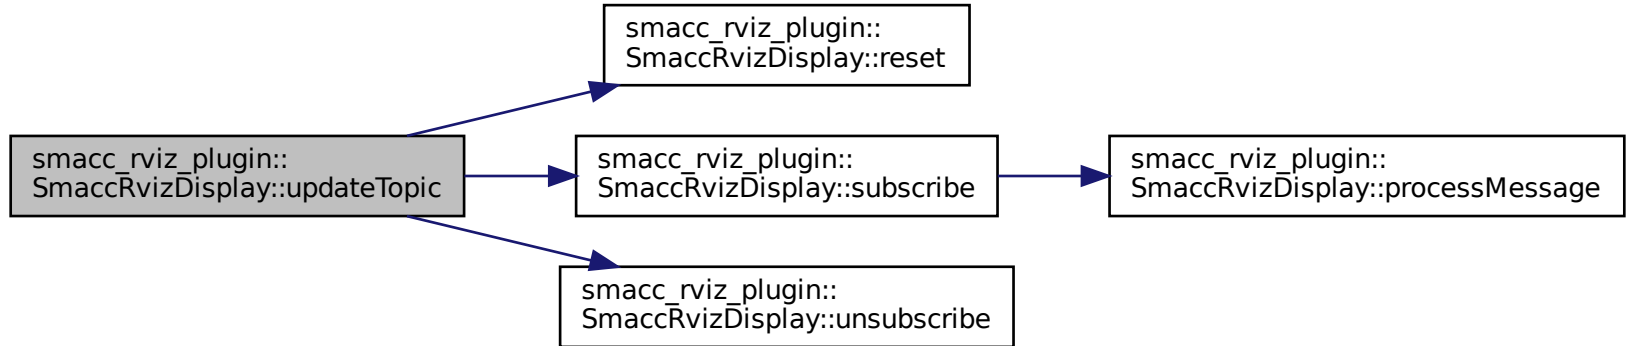 smacc_rviz_plugin::
SmaccRvizDisplay::reset
smacc_rviz_plugin::
SmaccRvizDisplay::updateTopic
smacc_rviz_plugin::
SmaccRvizDisplay::subscribe
smacc_rviz_plugin::
SmaccRvizDisplay::processMessage
smacc_rviz_plugin::
SmaccRvizDisplay::unsubscribe